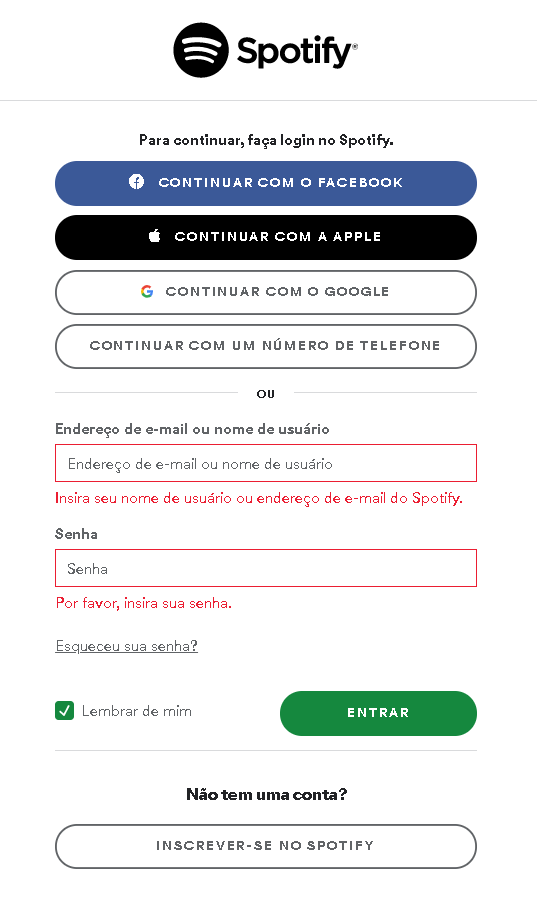 Spotify®
Para continuar, faça login no Spotify.
CONTINUAR COM O FACEBOOK
CONTINUAR COM A APPLE
CONTINUAR COM O GOOGLE
CONTINUAR COM UM NÚMERO DE TELEFONE
OU
Endereço de e-mail ou nome de usuário
Endereço de e-mail ou nome de usuário
Insira seu nome de usuário ou endereço de e-mail do Spotify.
Senha
Senha
Por favor, insira sua senha.
Esqueceu sua senha?
Lembrar de mim
ENTRAR
Não tem uma conta?
INSCREVER-SE NO SPOTIFY